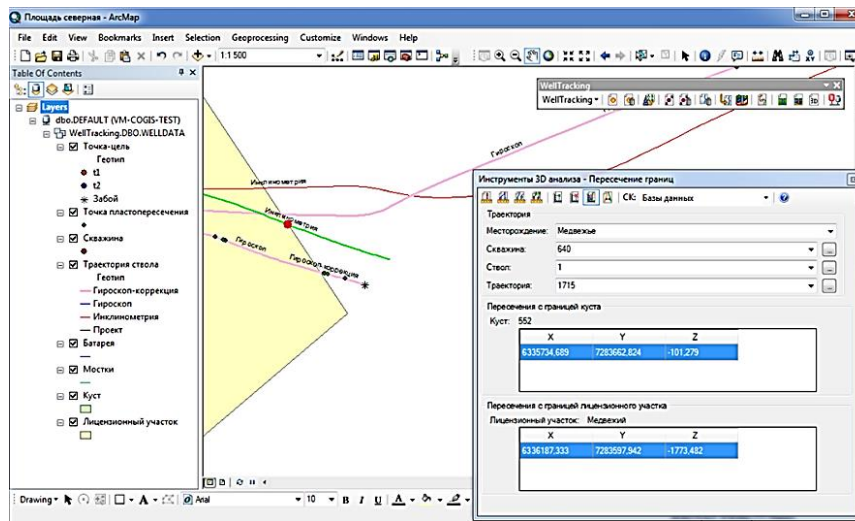 Площадь северная - ArcMap
File Edit View Bookmarks Insert Selection Geoprocessing Customize Windows Help
1:1 500
Table Of Contents
Layers
dbo.DEFAULT (VM-COGIS-TEST)
WellTracking.DBO.WELLDATA
Точка-цель
Геотип
t1
t2
Забой
Точка пластопересечения
Скважина
Траектория ствола
Геотип
Гироскоп-коррекция
Гироскоп
Инклинометрия
Проект
Батарея
Мостки
Куст
Лицензионный участок
Гироскоп
Инклинометрия
Инклинометрия
Гироскоп
Гироскоп-коррекция
WellTracking
WellTracking
Инструменты 3D анализа - Пересечение границ
СК: Базы данных
Траектория
Месторождение: Медвежье
Скважина: 640
Ствол: 1
Траектория: 1715
Пересечения с границей куста
Куст: 552
X Y Z
6335734,689 7283662,824 -101,279
Пересечения с границей лицензионного участка
Лицензионный участок: Медвежий
X Y Z
6336187,333 7283597,942 -1773,482
Drawing A Arial 10 B I U A